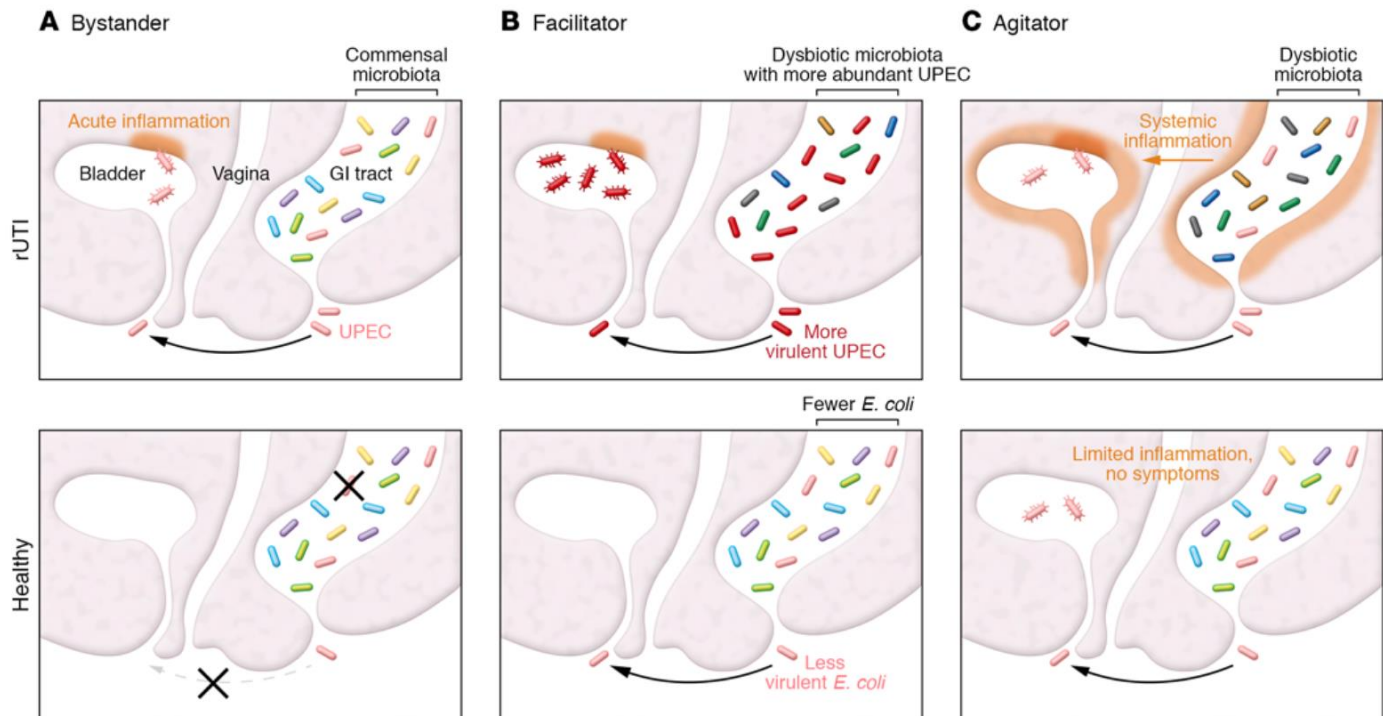 A Bystander
B Facilitator
C Agitator
Commensal
microbiota
Dysbiotic microbiota
with more abundant UPEC
Dysbiotic
microbiota
rUTI
Acute inflammation
Bladder
Vagina
GI tract
UPEC
More
virulent UPEC
Systemic
inflammation
Healthy
Fewer E. coli
Less
virulent E. coli
Limited inflammation,
no symptoms